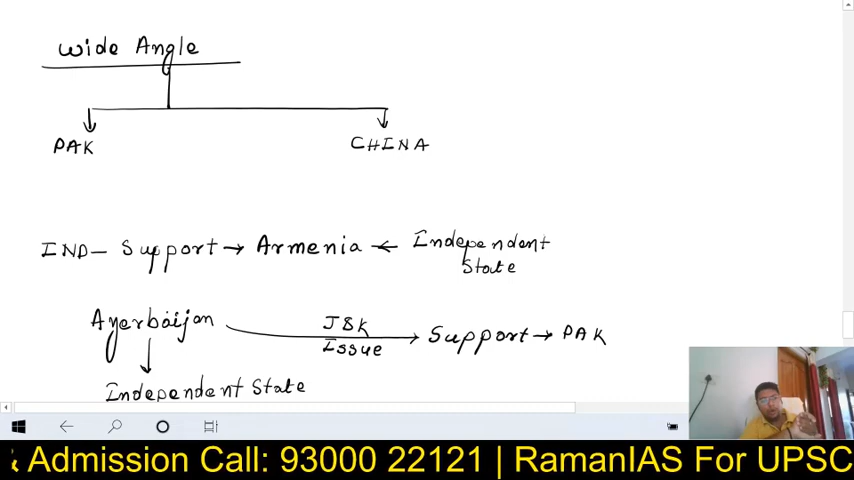 Wide Angle
PAK
CHINA
IND- Support → Armenia ← Independent
State
Azerbaijan
J&K
Issue
Support → PAK
Independent State
& Admission Call: 93000 22121 | RamanIAS For UPSC